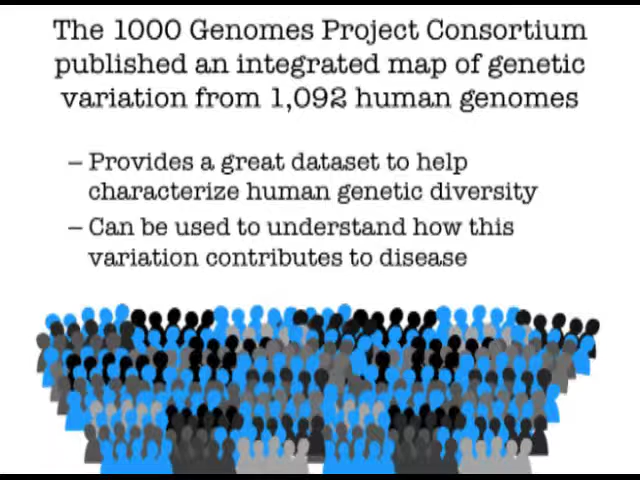 The 1000 Genomes Project Consortium
published an integrated map of genetic
variation from 1,092 human genomes
– Provides a great dataset to help
characterize human genetic diversity
– Can be used to understand how this
variation contributes to disease